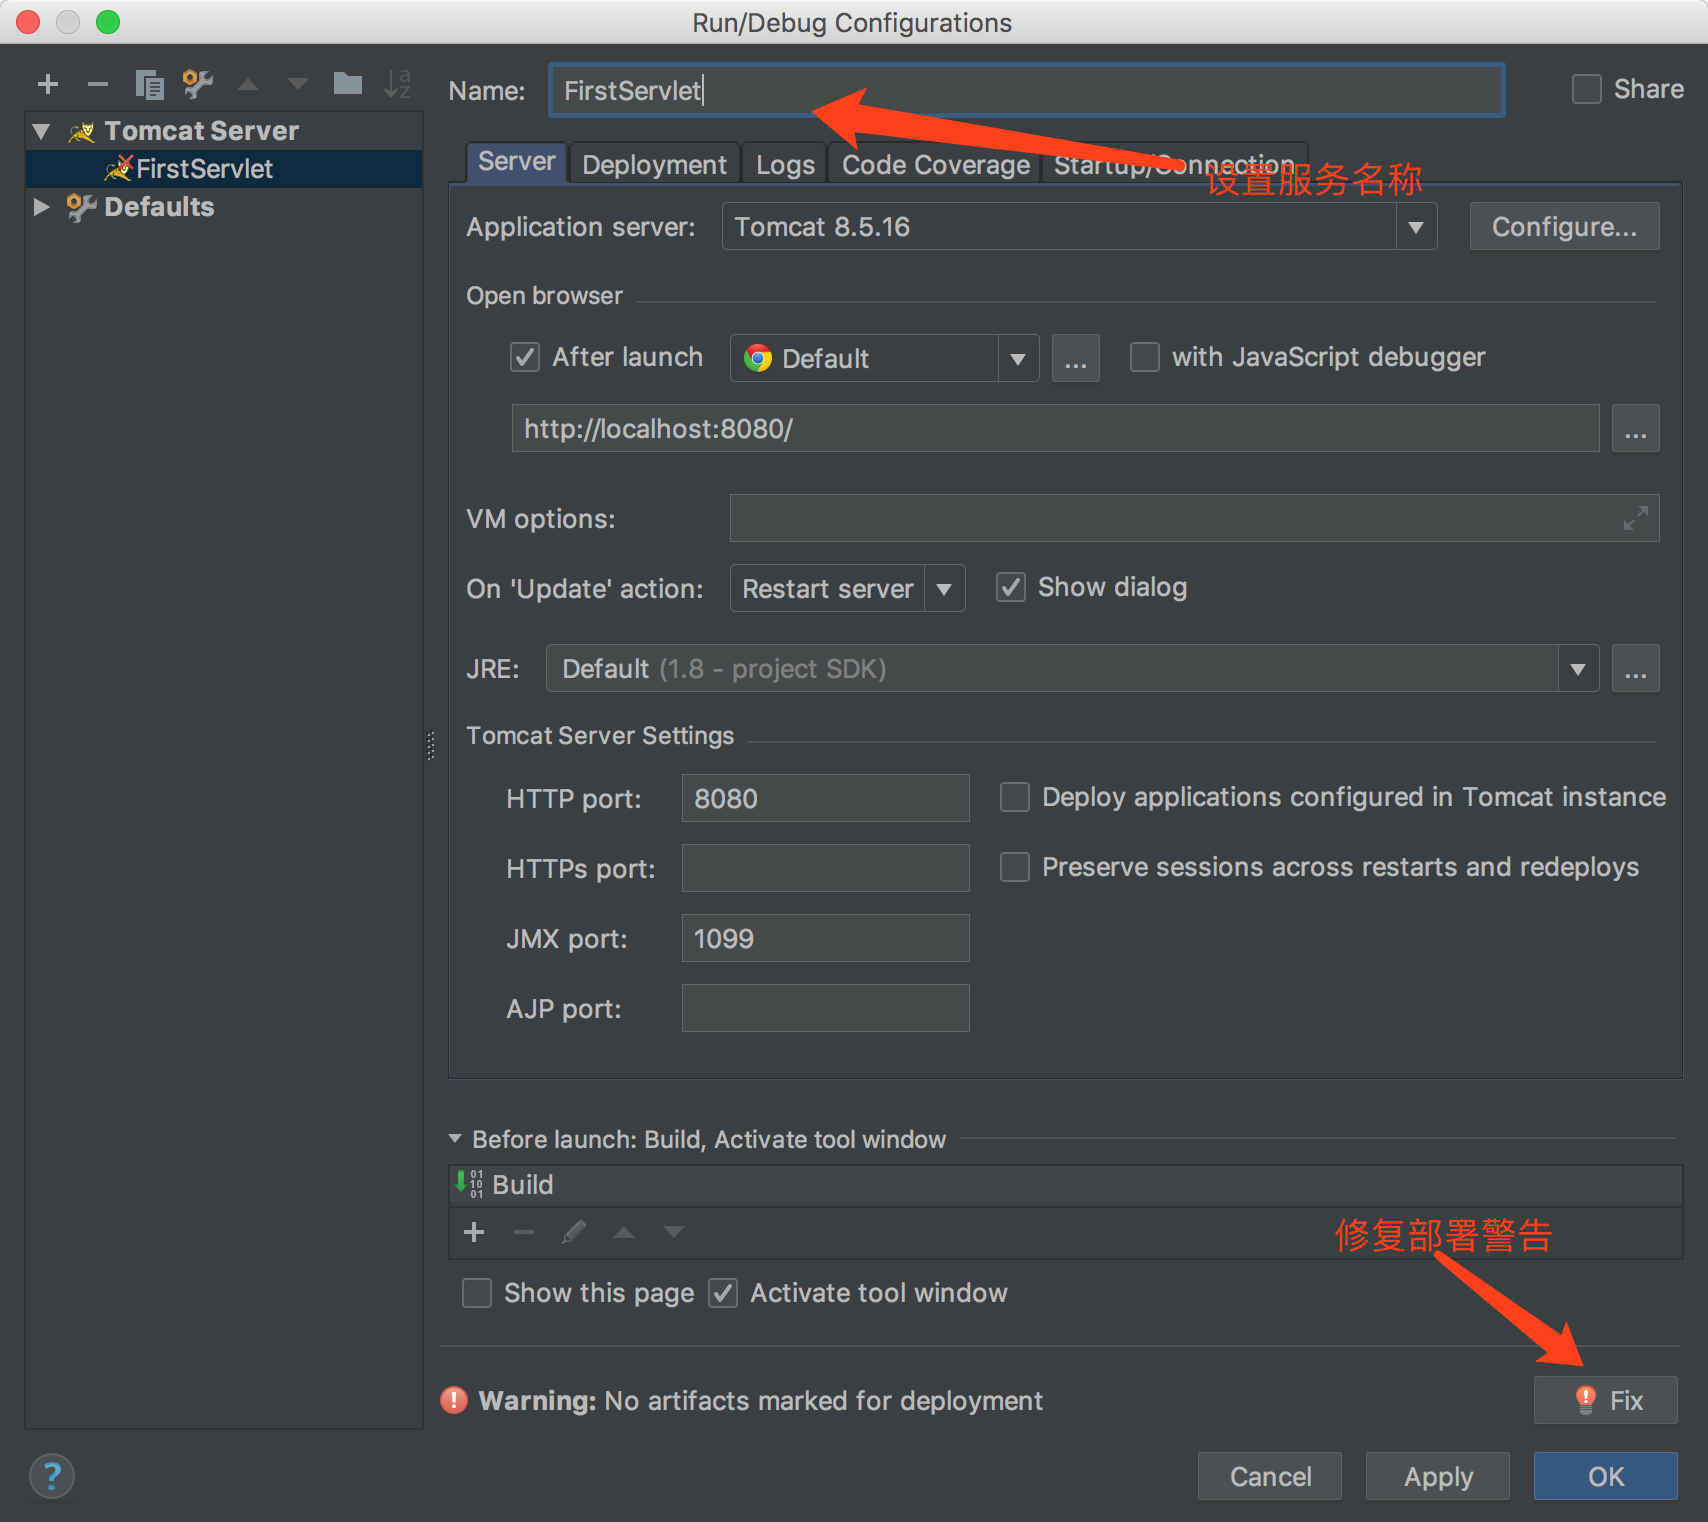 Run/Debug Configurations
Name: FirstServlet
Share
Tomcat Server
FirstServlet
Defaults
Server Deployment Logs Code Coverage Startup/Connection
设置服务名称
Application server: Tomcat 8.5.16 Configure...
Open browser
After launch Default ... with JavaScript debugger
http://localhost:8080/ ...
VM options:
On 'Update' action: Restart server Show dialog
JRE: Default (1.8 - project SDK) ...
Tomcat Server Settings
HTTP port: 8080 Deploy applications configured in Tomcat instance
HTTPs port: Preserve sessions across restarts and redeploys
JMX port: 1099
AJP port:
Before launch: Build, Activate tool window
Build
修复部署警告
Show this page Activate tool window
Warning: No artifacts marked for deployment Fix
? Cancel Apply OK